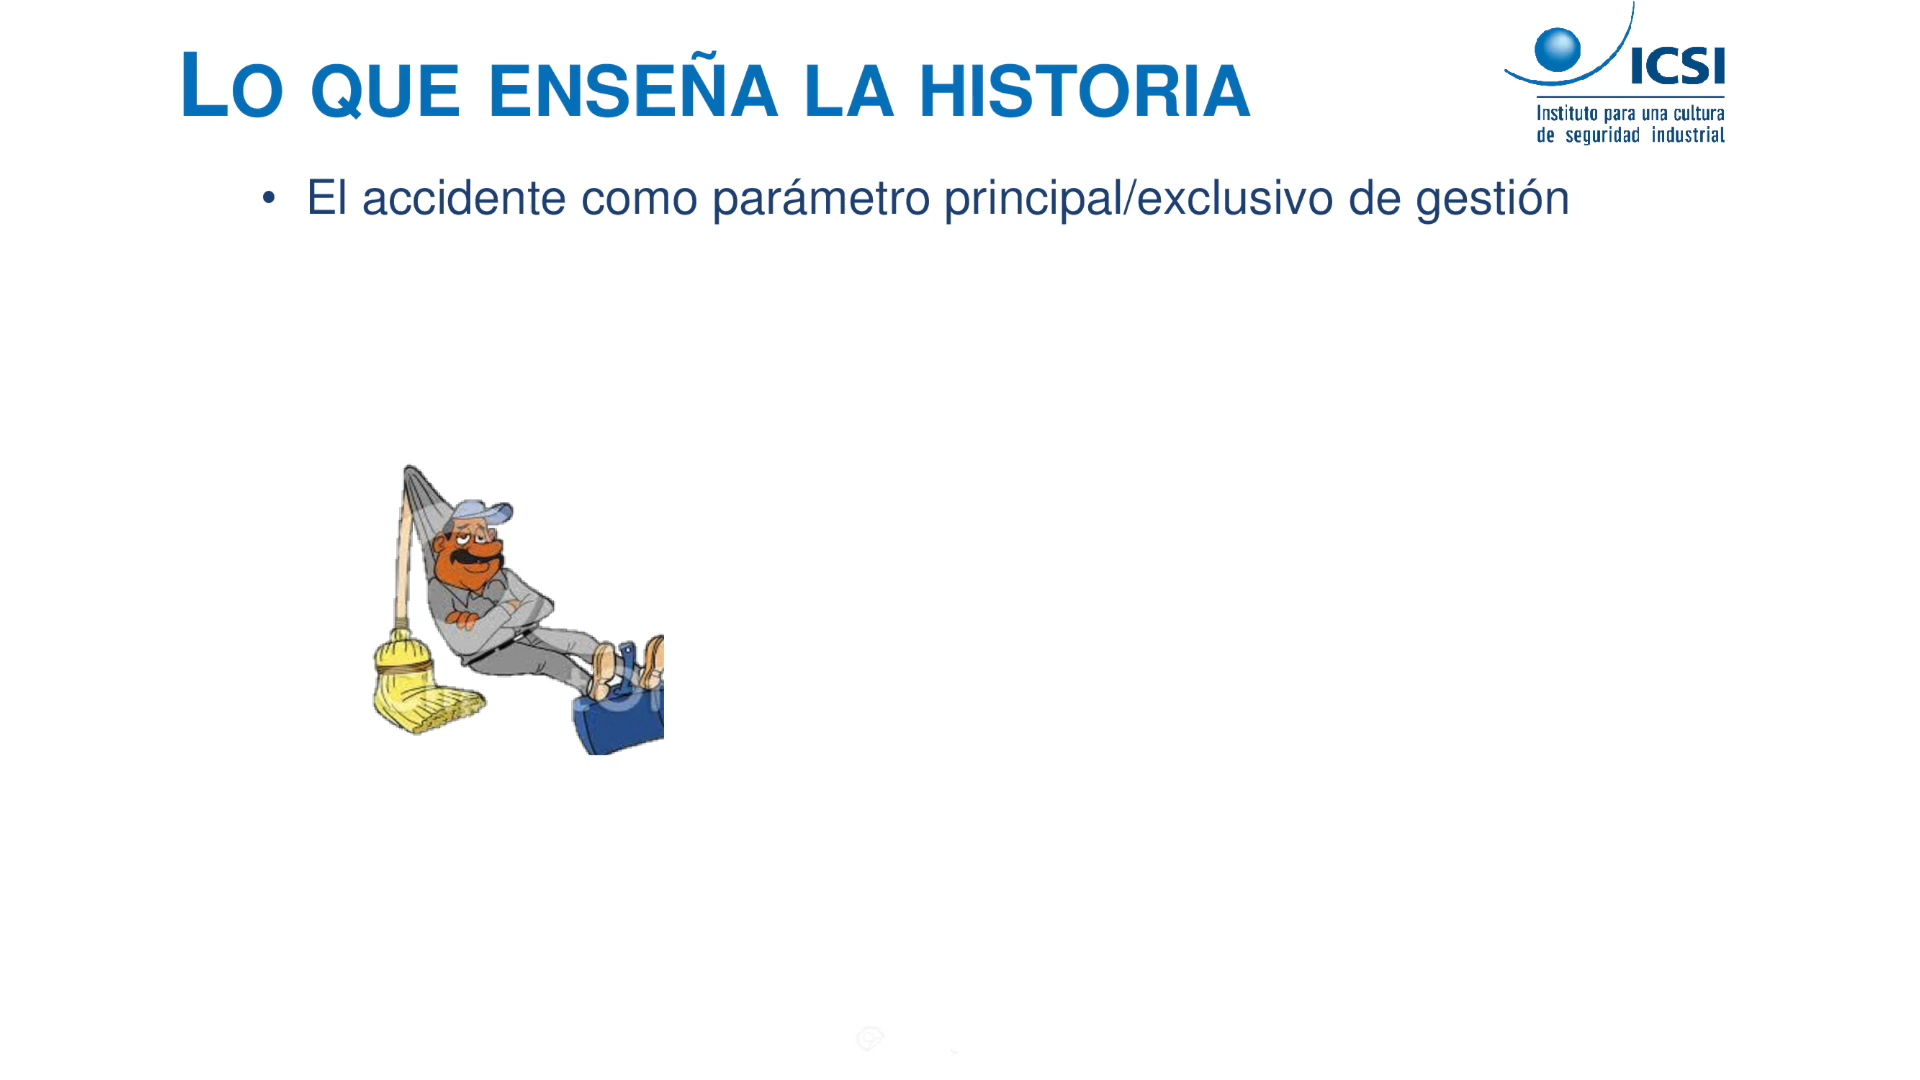 LO QUE ENSEÑA LA HISTORIA
ICSI
Instituto para una cultura
de seguridad industrial
• El accidente como parámetro principal/exclusivo de gestión